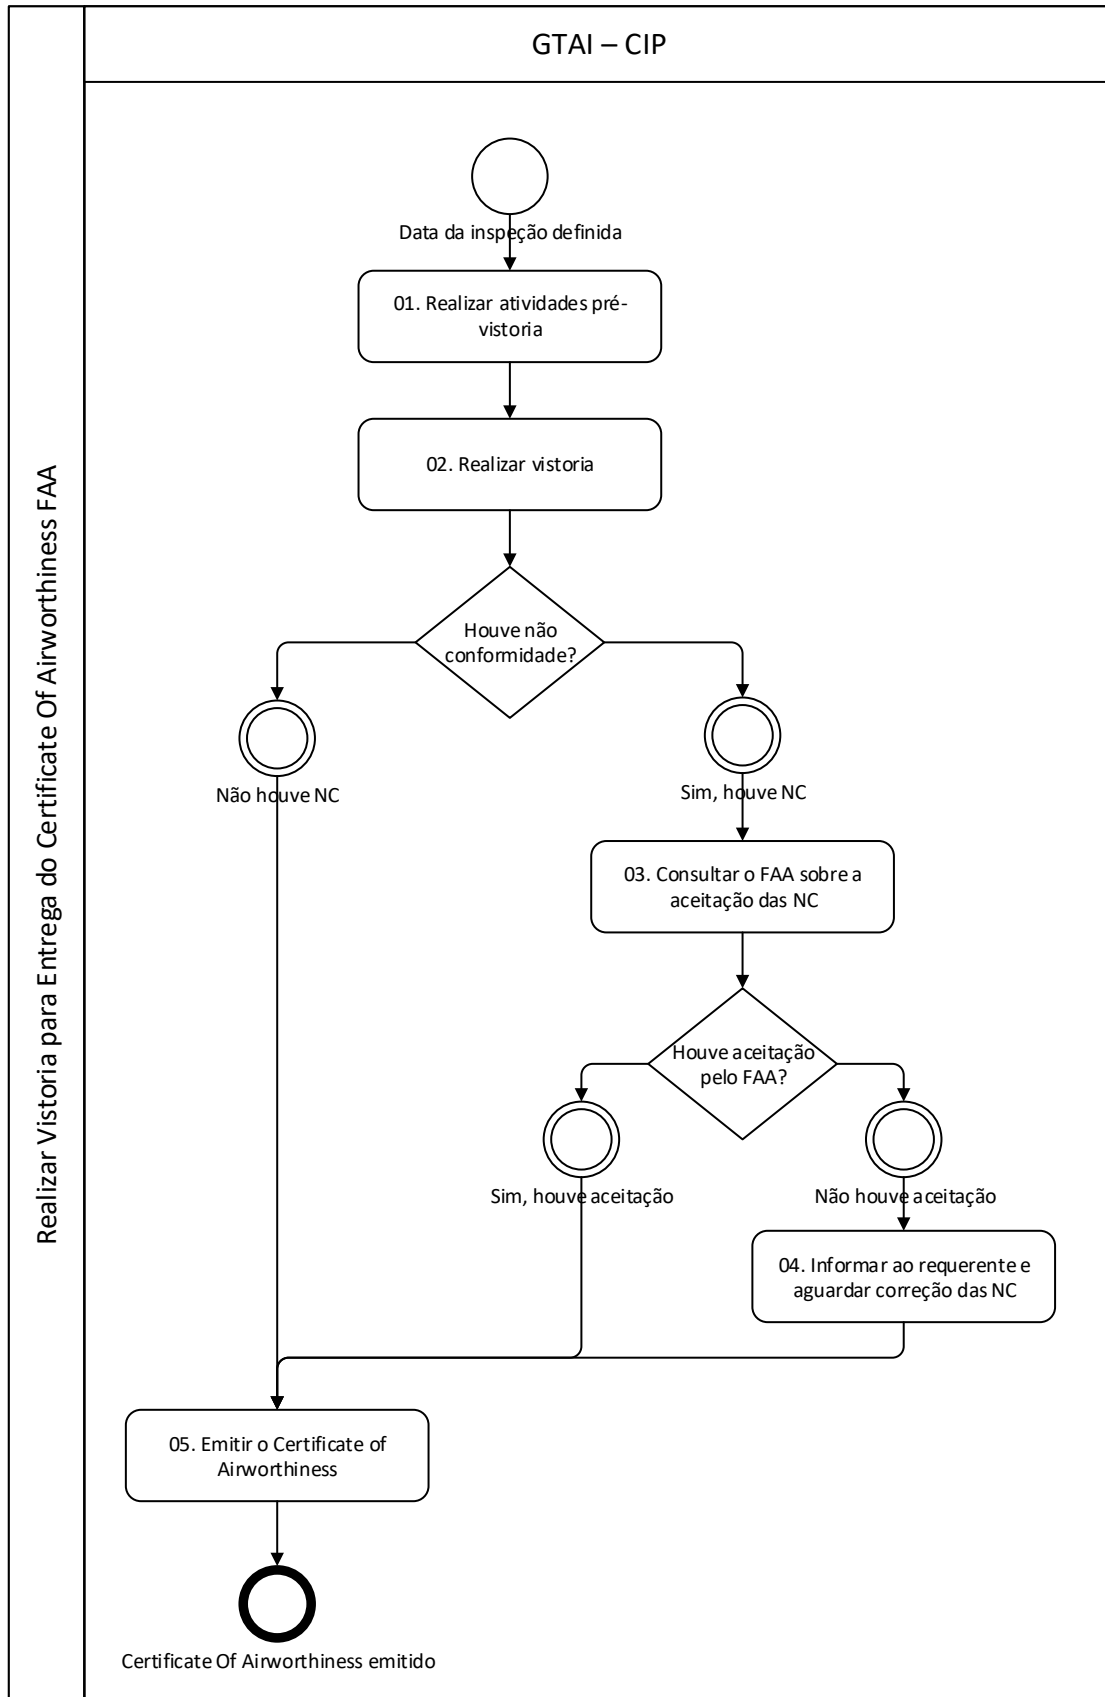 GTAI – CIP
Realizar Vistoria para Entrega do Certificate Of Airworthiness FAA
Data da inspeção definida
01. Realizar atividades pré-
vistoria
02. Realizar vistoria
Houve não
conformidade?
Não houve NC
Sim, houve NC
03. Consultar o FAA sobre a
aceitação das NC
Houve aceitação
pelo FAA?
Sim, houve aceitação
Não houve aceitação
04. Informar ao requerente e
aguardar correção das NC
05. Emitir o Certificate of
Airworthiness
Certificate Of Airworthiness emitido